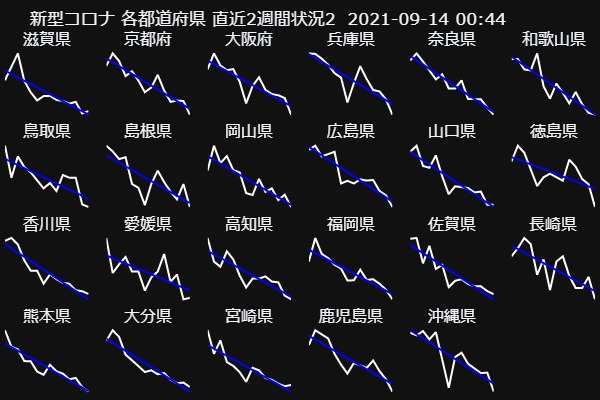 新型コロナ 各都道府県 直近2週間状況2 2021-09-14 00:44
滋賀県 京都府 大阪府 兵庫県 奈良県 和歌山県
鳥取県 島根県 岡山県 広島県 山口県 徳島県
香川県 愛媛県 高知県 福岡県 佐賀県 長崎県
熊本県 大分県 宮崎県 鹿児島県 沖縄県